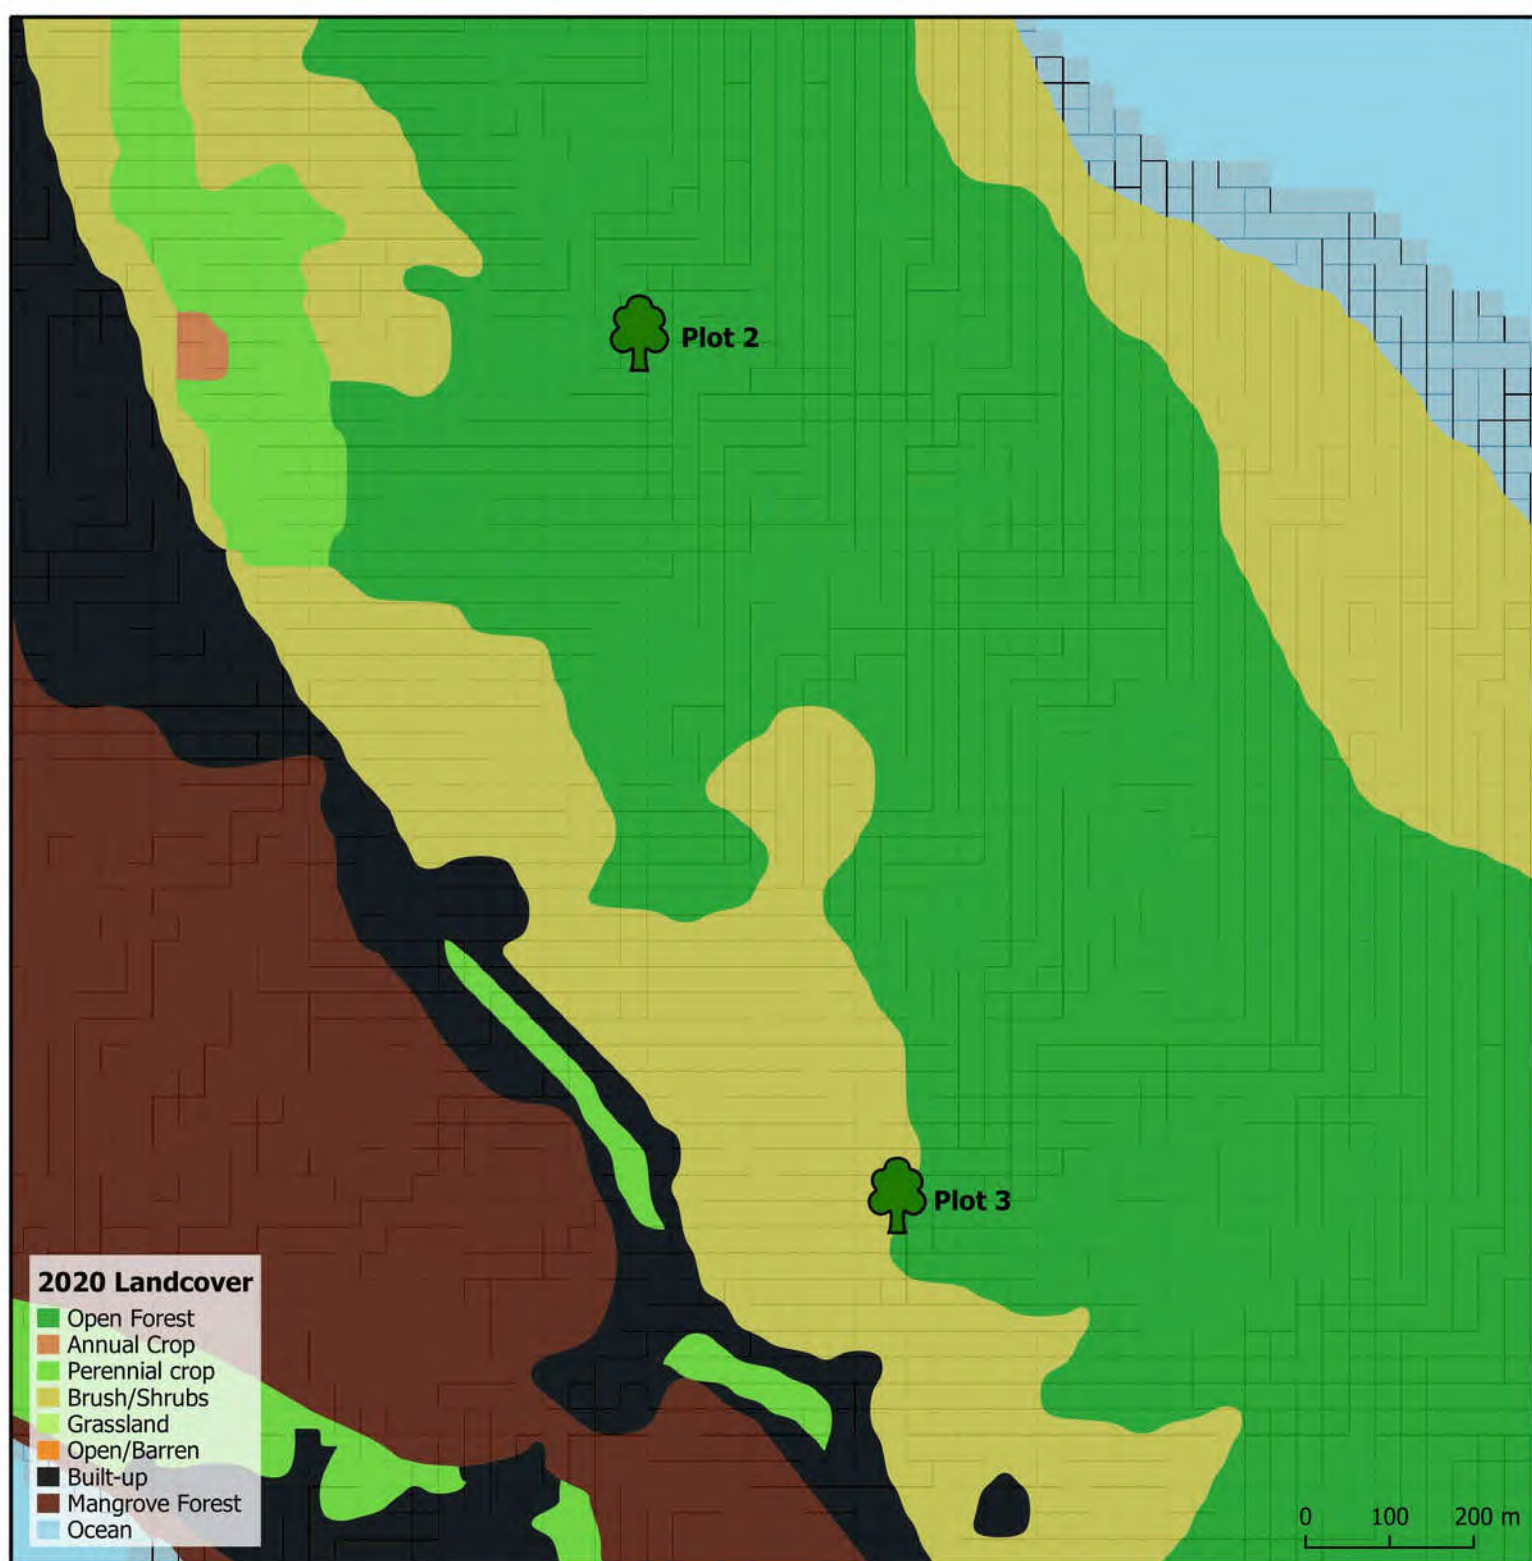 Plot 2
Plot 3
2020 Landcover
Open Forest
Annual Crop
Perennial crop
Brush/Shrubs
Grassland
Open/Barren
Built-up
Mangrove Forest
Ocean
0 100 200 m